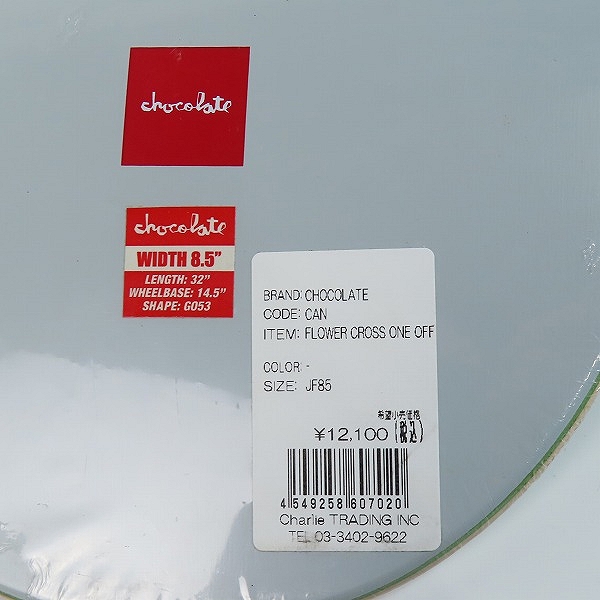 chocolate
chocolate
WIDTH 8.5"
LENGTH: 32"
WHEELBASE: 14.5"
SHAPE: G053
BRAND: CHOCOLATE
CODE: CAN
ITEM: FLOWER CROSS ONE OFF
COLOR: -
SIZE: JF85
希望小売価格
¥12,100 (税込)
4 549258 607020
Charlie TRADING INC
TEL 03-3402-9622